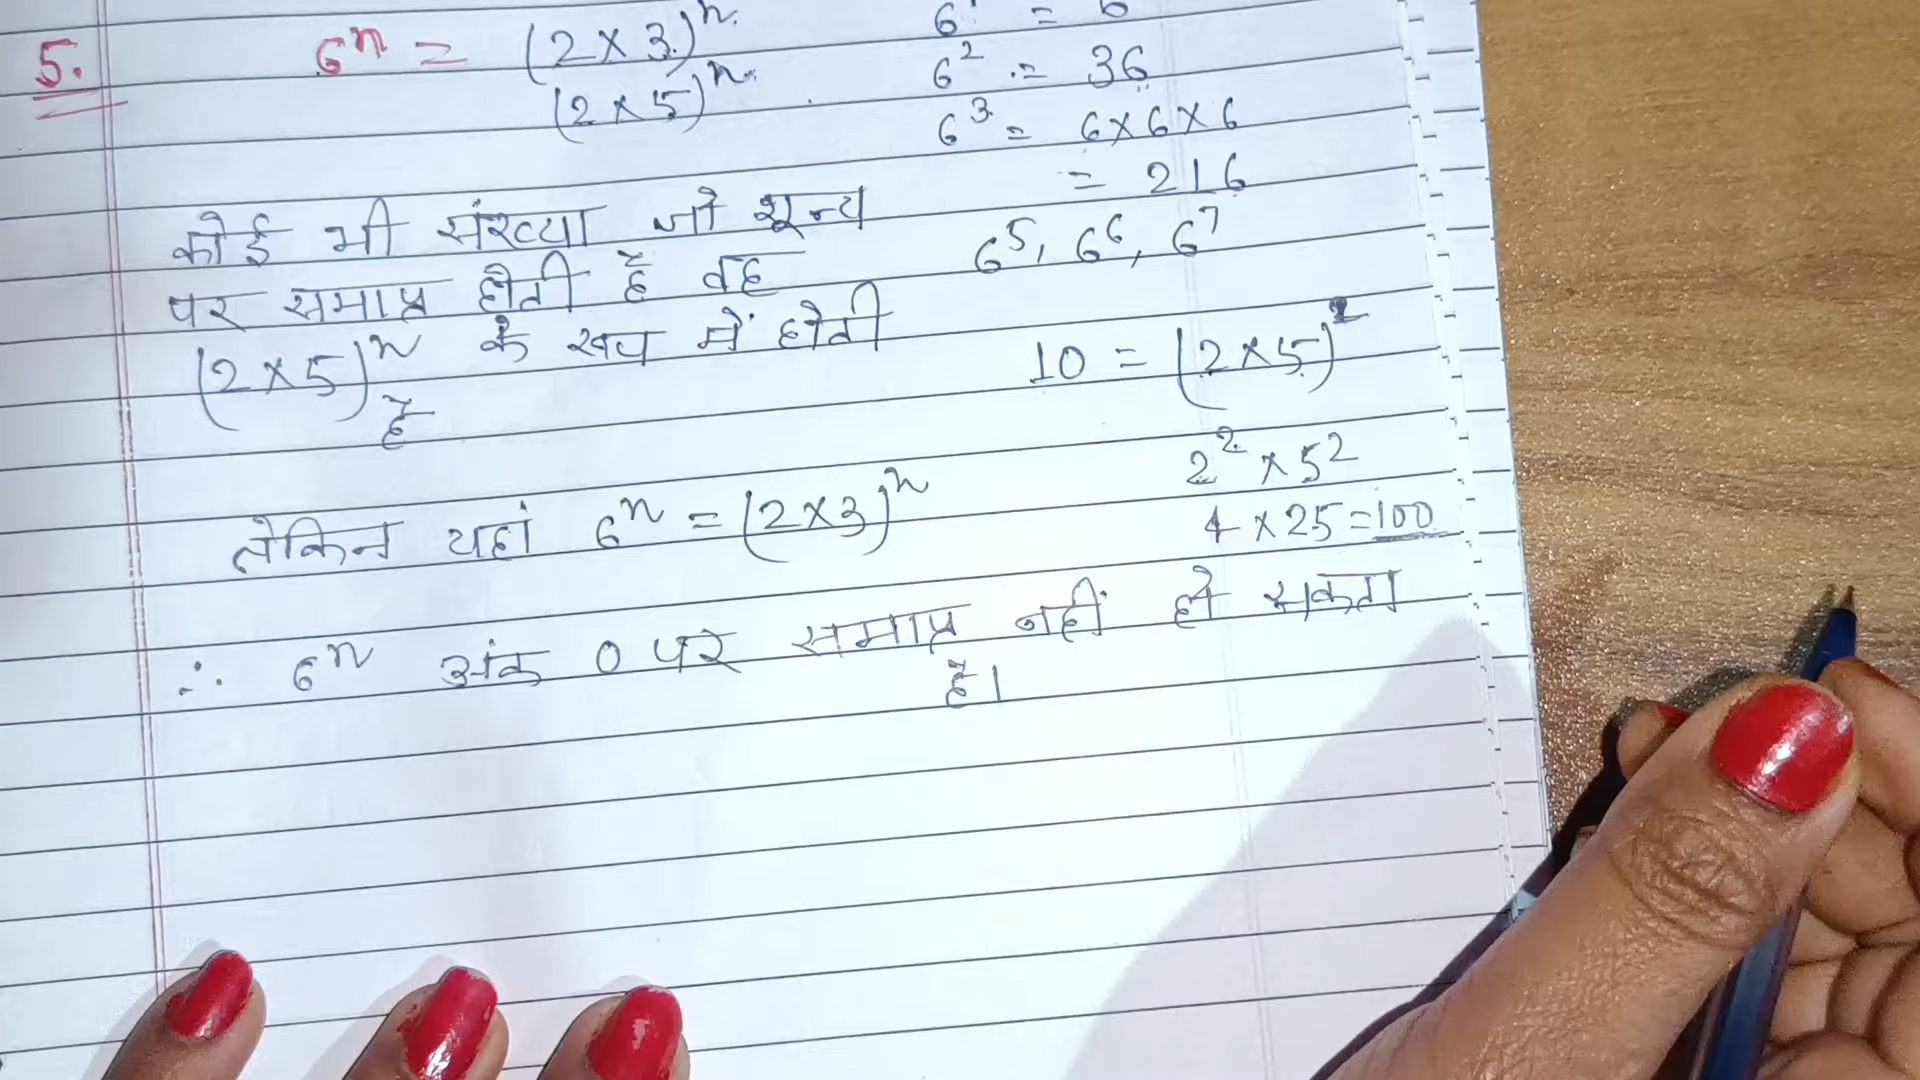 5. 6ⁿ = (2 × 3)ⁿ
(2 × 5)ⁿ
6² = 36
6³ = 6×6×6
= 216
6⁵, 6⁶, 6⁷
कोई भी संख्या जो शून्य
पर समाप्त होती है वह
(2×5)ⁿ के रूप में होती
है
10 = (2×5)²
2² × 5²
4 × 25 = 100
लेकिन यहां 6ⁿ = (2×3)ⁿ
∴ 6ⁿ अंक 0 पर समाप्त नहीं हो सकता
है।